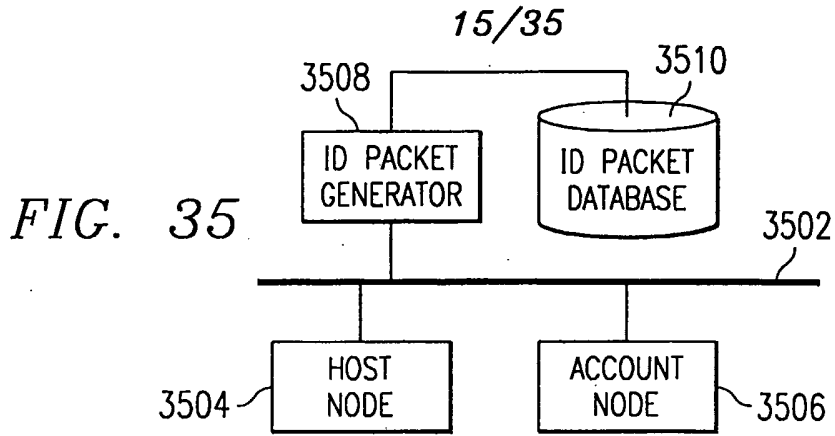 15/35
3508
3510
ID PACKET
GENERATOR
ID PACKET
DATABASE
FIG. 35
3502
HOST
NODE
ACCOUNT
NODE
3504
3506